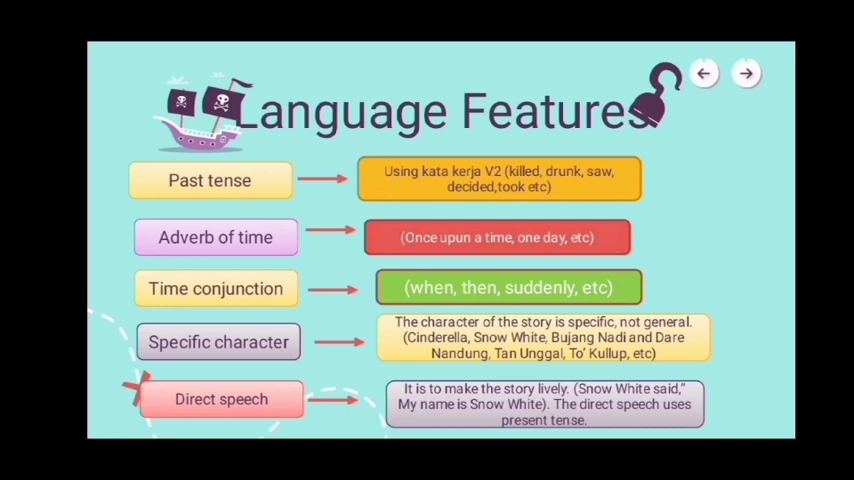 Language Features
Past tense
Using kata kerja V2 (killed, drunk, saw,
decided,took etc)
Adverb of time
(Once upun a time, one day, etc)
Time conjunction
(when, then, suddenly, etc)
Specific character
The character of the story is specific, not general.
(Cinderella, Snow White, Bujang Nadi and Dare
Nandung, Tan Unggal, To' Kullup, etc)
Direct speech
It is to make the story lively. (Snow White said,"
My name is Snow White). The direct speech uses
present tense.